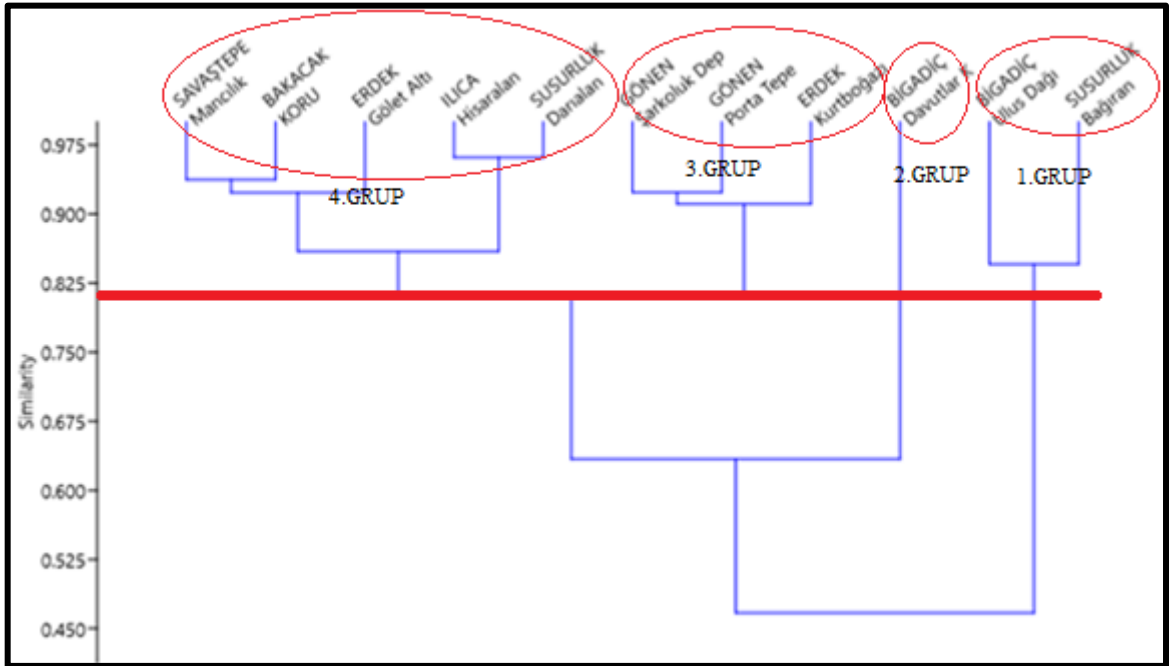 SAVAŞTEPE
Mancılık
BAKACAK
KORU
ERDEK
Gölet Altı
ILICA
Hisaralan
SUSURLUK
Danalan
GÖNEN
Şarkoluk Dep
GÖNEN
Porta Tepe
ERDEK
Kurtboğazı
BİGADİÇ
Davutlar K
BİGADİÇ
Ulus Dağı
SUSURLUK
Bağıran
4.GRUP
3.GRUP
2.GRUP
1.GRUP
Similarity
0.975
0.900
0.825
0.750
0.675
0.600
0.525
0.450